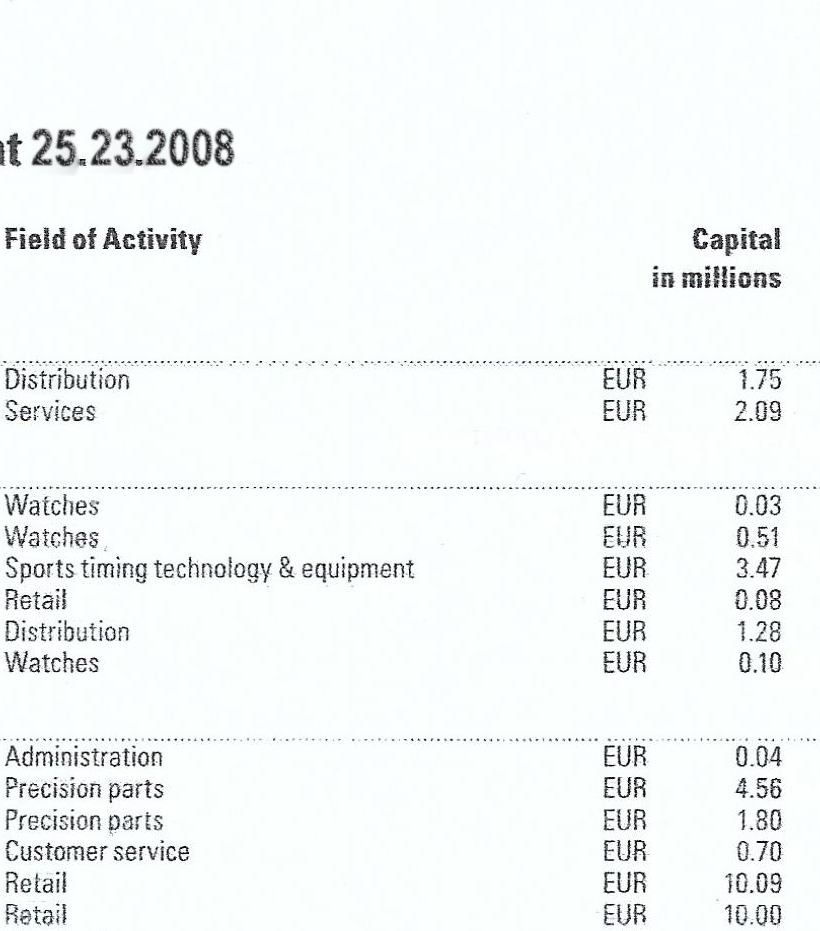 at 25.23.2008
Field of Activity Capital
in millions
Distribution EUR 1.75
Services EUR 2.09
Watches EUR 0.03
Watches EUR 0.51
Sports timing technology & equipment EUR 3.47
Retail EUR 0.08
Distribution EUR 1.28
Watches EUR 0.10
Administration EUR 0.04
Precision parts EUR 4.56
Precision parts EUR 1.80
Customer service EUR 0.70
Retail EUR 10.09
Retail EUR 10.00